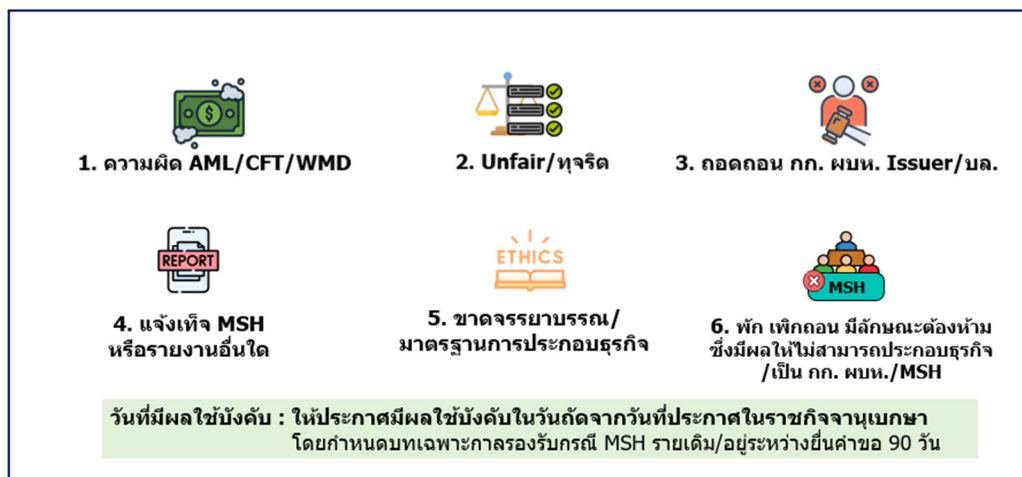 1. ความผิด AML/CFT/WMD
2. Unfair/ทุจริต
3. ถอดถอน กก. ผบห. Issuer/บล.
REPORT
4. แจ้งเท็จ MSH
หรือรายงานอื่นใด
ETHICS
5. ขาดจรรยาบรรณ/
มาตรฐานการประกอบธุรกิจ
MSH
6. พัก เพิกถอน มีลักษณะต้องห้าม
ซึ่งมีผลให้ไม่สามารถประกอบธุรกิจ
/เป็น กก. ผบห./MSH
วันที่มีผลใช้บังคับ : ให้ประกาศมีผลใช้บังคับในวันถัดจากวันที่ประกาศในราชกิจจานุเบกษา
โดยกำหนดบทเฉพาะกาลรองรับกรณี MSH รายเดิม/อยู่ระหว่างยื่นคำขอ 90 วัน